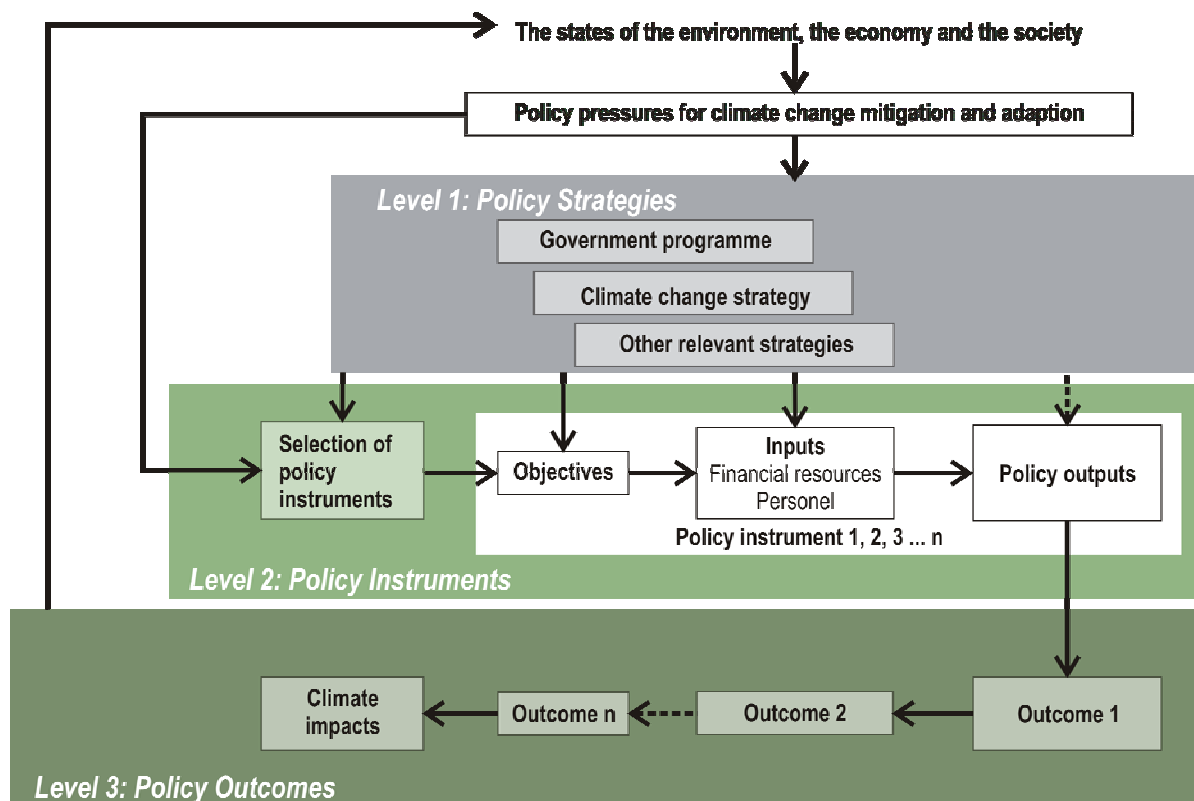 The states of the environment, the economy and the society
Policy pressures for climate change mitigation and adaption
Level 1: Policy Strategies
Government programme
Climate change strategy
Other relevant strategies
Selection of
policy
instruments
Objectives
Inputs
Financial resources
Personel
Policy outputs
Policy instrument 1, 2, 3 ... n
Level 2: Policy Instruments
Climate
impacts
Outcome n
Outcome 2
Outcome 1
Level 3: Policy Outcomes